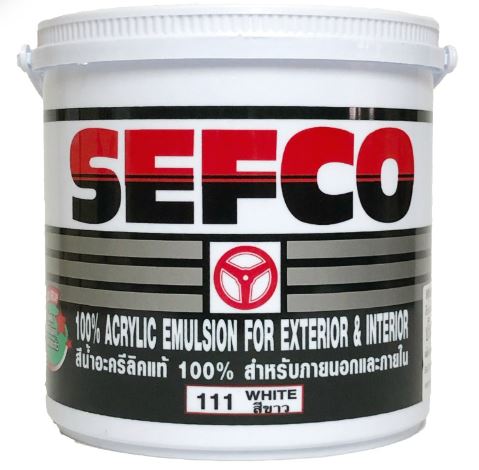 SEFCO
100% ACRYLIC EMULSION FOR EXTERIOR & INTERIOR
สีน้ำอะครีลิคแท้ 100% สำหรับภายนอกและภายใน
111 WHITE
สีขาว